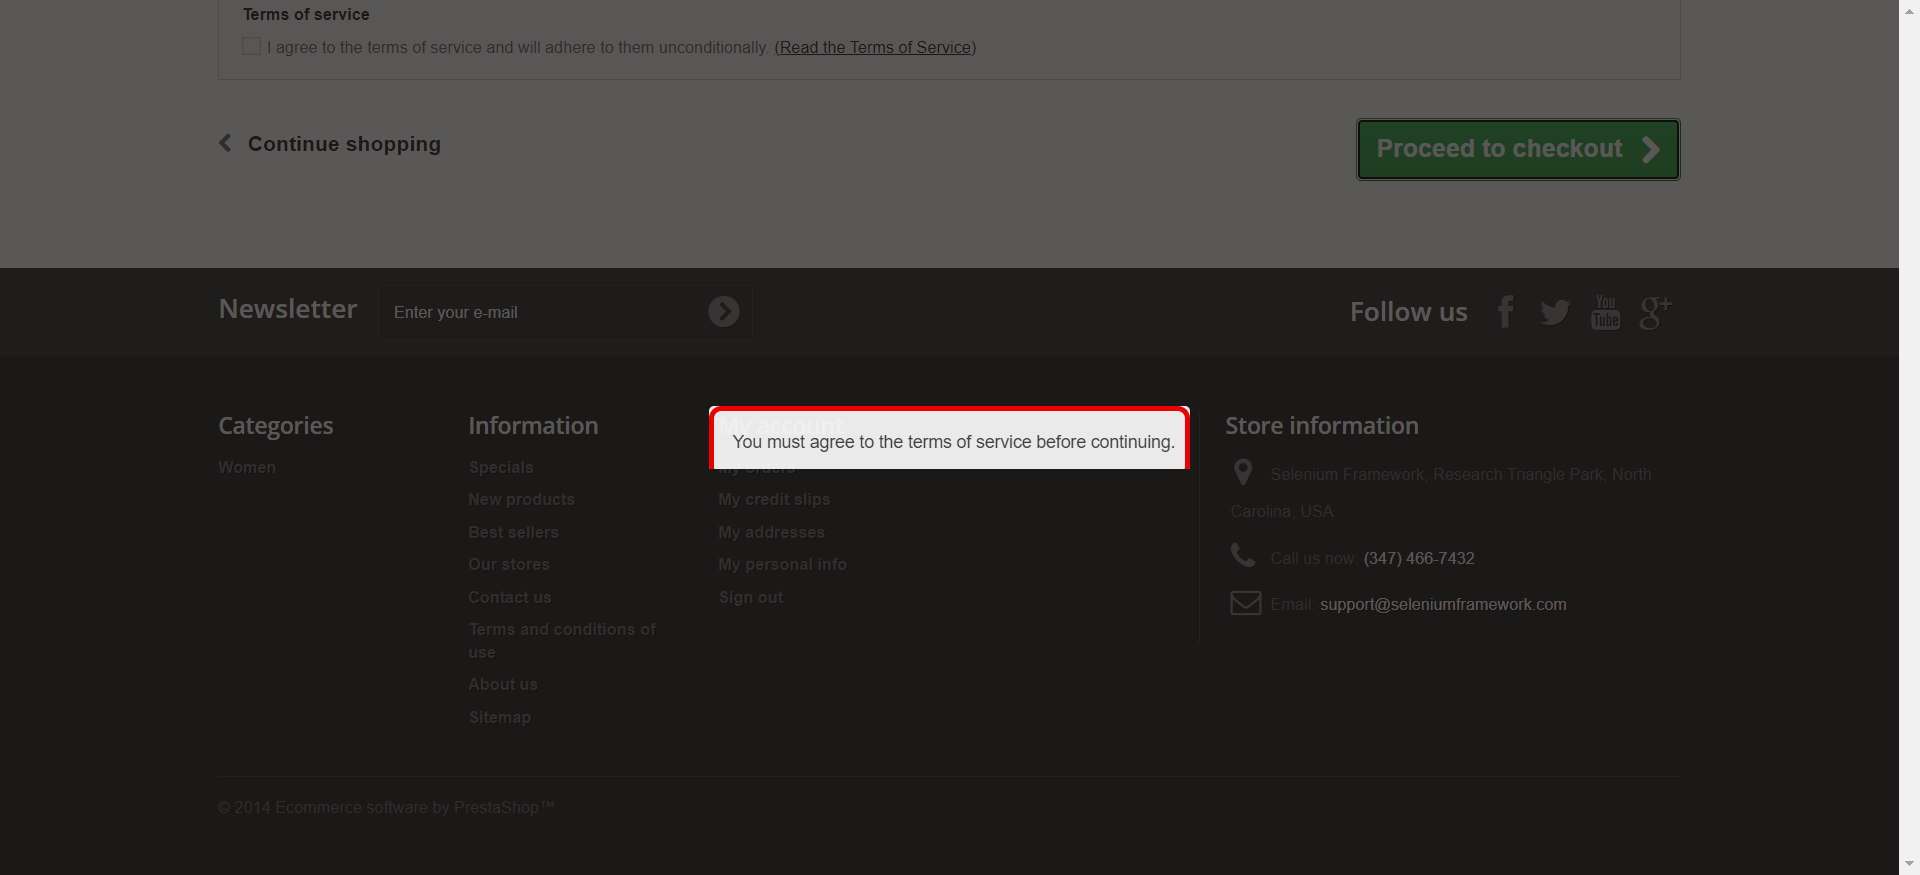 Terms of service
I agree to the terms of service and will adhere to them unconditionally. (Read the Terms of Service)
Continue shopping
Proceed to checkout
Newsletter
Enter your e-mail
Follow us
You
Tube
g+
Categories
Women
Information
Specials
New products
Best sellers
Our stores
Contact us
Terms and conditions of
use
About us
Sitemap
My account
You must agree to the terms of service before continuing.
My orders
My credit slips
My addresses
My personal info
Sign out
Store information
Selenium Framework, Research Triangle Park, North
Carolina, USA
Call us now: (347) 466-7432
Email: support@seleniumframework.com
© 2014 Ecommerce software by PrestaShop™